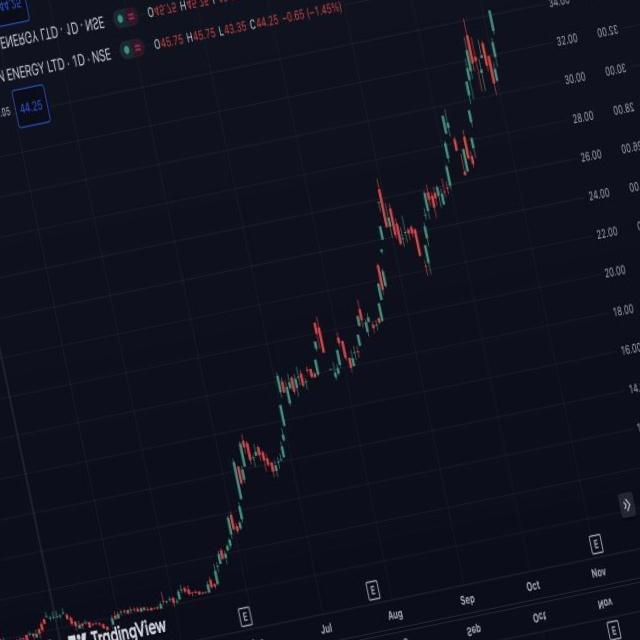 ENERGY LTD · 1D · NSE
N ENERGY LTD · 1D · NSE O45.75 H45.75 L43.35 C44.25 −0.65 (−1.45%)
.05 44.25
34.00
32.00
30.00
28.00
26.00
24.00
22.00
20.00
18.00
16.00
14.
E E E
Jul Aug Sep Oct Nov
TradingView